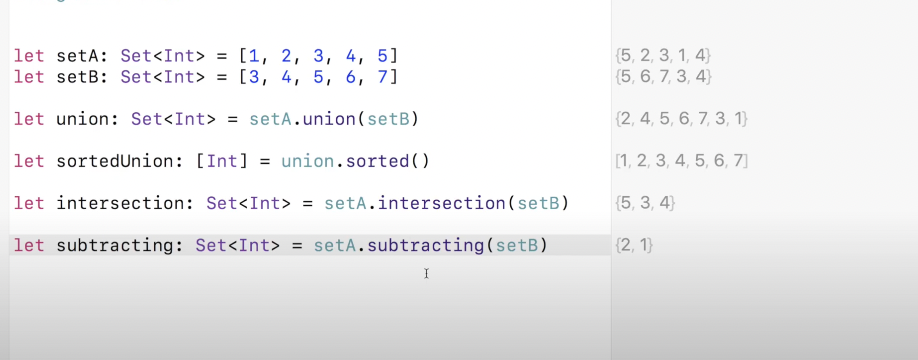 let setA: Set<Int> = [1, 2, 3, 4, 5] {5, 2, 3, 1, 4}
let setB: Set<Int> = [3, 4, 5, 6, 7] {5, 6, 7, 3, 4}
let union: Set<Int> = setA.union(setB) {2, 4, 5, 6, 7, 3, 1}
let sortedUnion: [Int] = union.sorted() [1, 2, 3, 4, 5, 6, 7]
let intersection: Set<Int> = setA.intersection(setB) {5, 3, 4}
let subtracting: Set<Int> = setA.subtracting(setB) {2, 1}